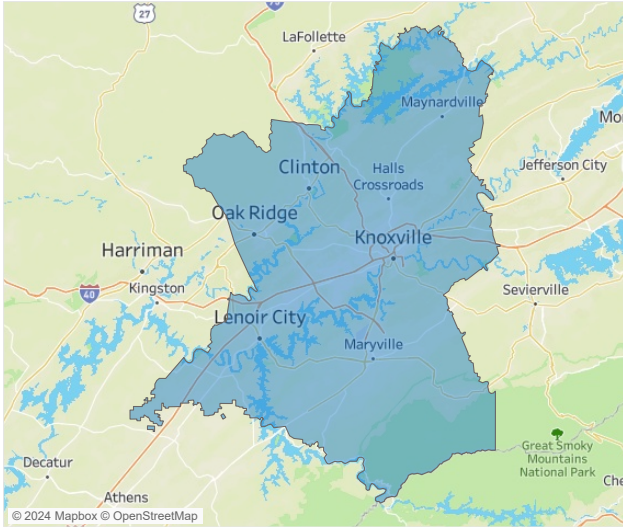 27
75
LaFollette
Maynardville
Mo
Clinton
Halls
Crossroads
Jefferson City
Oak Ridge
Knoxville
Harriman
40
Kingston
Sevierville
Lenoir City
Maryville
Great Smoky
Mountains
National Park
Decatur
Che
Athens
© 2024 Mapbox © OpenStreetMap